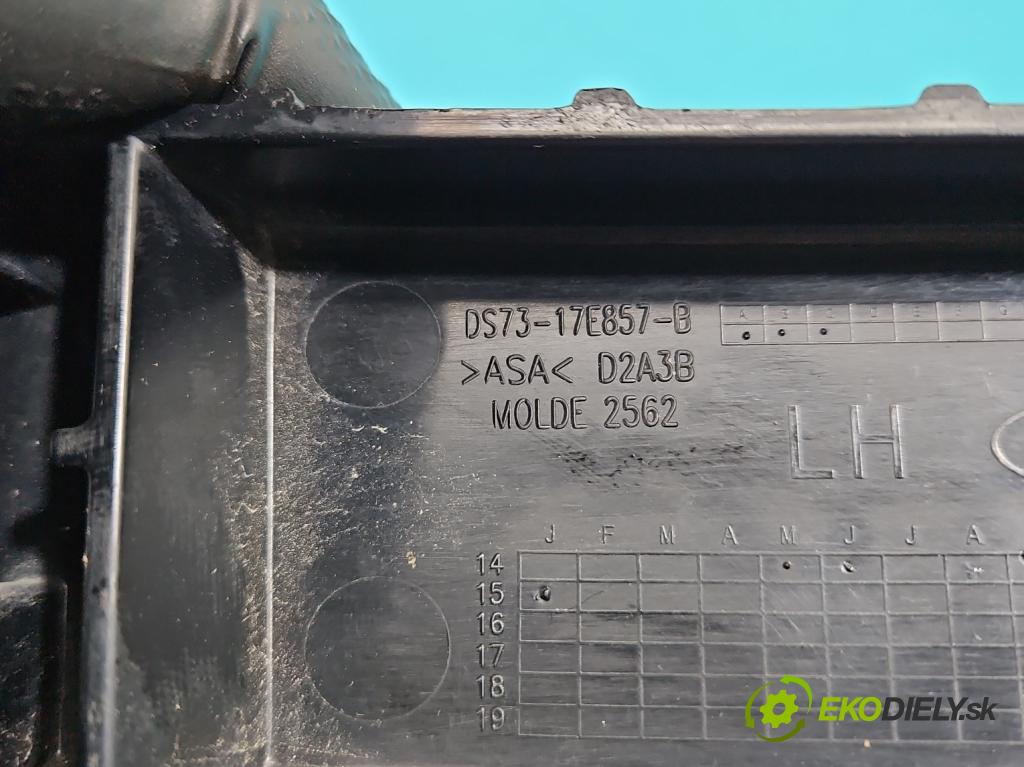 DS73-17E857-B
A B C D E F G
>ASA< D2A3B
MOLDE 2562
LH
J F M A M J J A
14
15
16
17
18
19
EKODIELY.sk